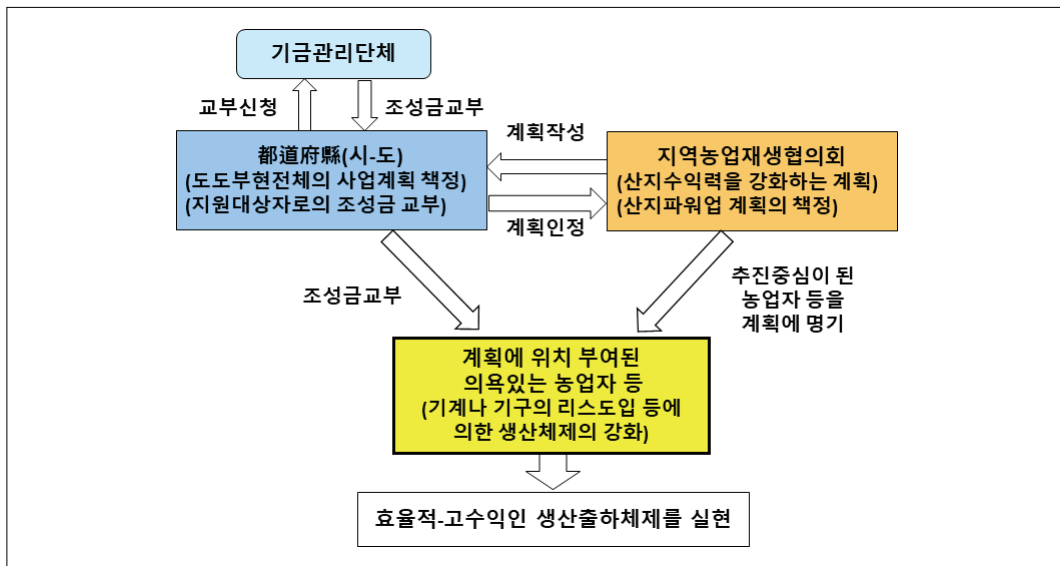 기금관리단체
교부신청
조성금교부
都道府縣(시-도)
(도도부현전체의 사업계획 책정)
(지원대상자로의 조성금 교부)
계획작성
계획인정
지역농업재생협의회
(산지수익력을 강화하는 계획)
(산지파워업 계획의 책정)
조성금교부
추진중심이 된
농업자 등을
계획에 명기
계획에 위치 부여된
의욕있는 농업자 등
(기계나 기구의 리스도입 등에
의한 생산체제의 강화)
효율적-고수익인 생산출하체제를 실현